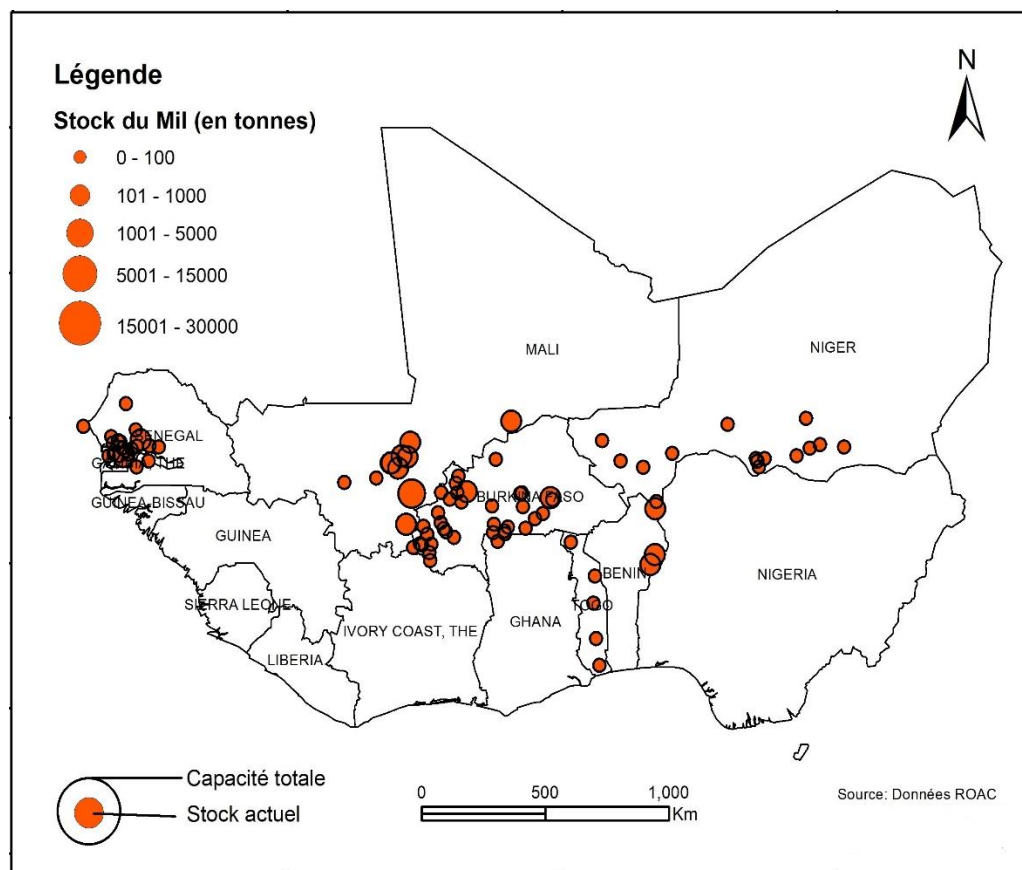 Légende
N
Stock du Mil (en tonnes)
0 - 100
101 - 1000
1001 - 5000
5001 - 15000
15001 - 30000
MALI
NIGER
SENEGAL
GAMBIA, THE
GUINEA-BISSAU
BURKINA FASO
GUINEA
BENIN
NIGERIA
SIERRA LEONE
TOGO
GHANA
IVORY COAST, THE
LIBERIA
Capacité totale
Stock actuel
0 500 1,000
Km
Source: Données ROAC